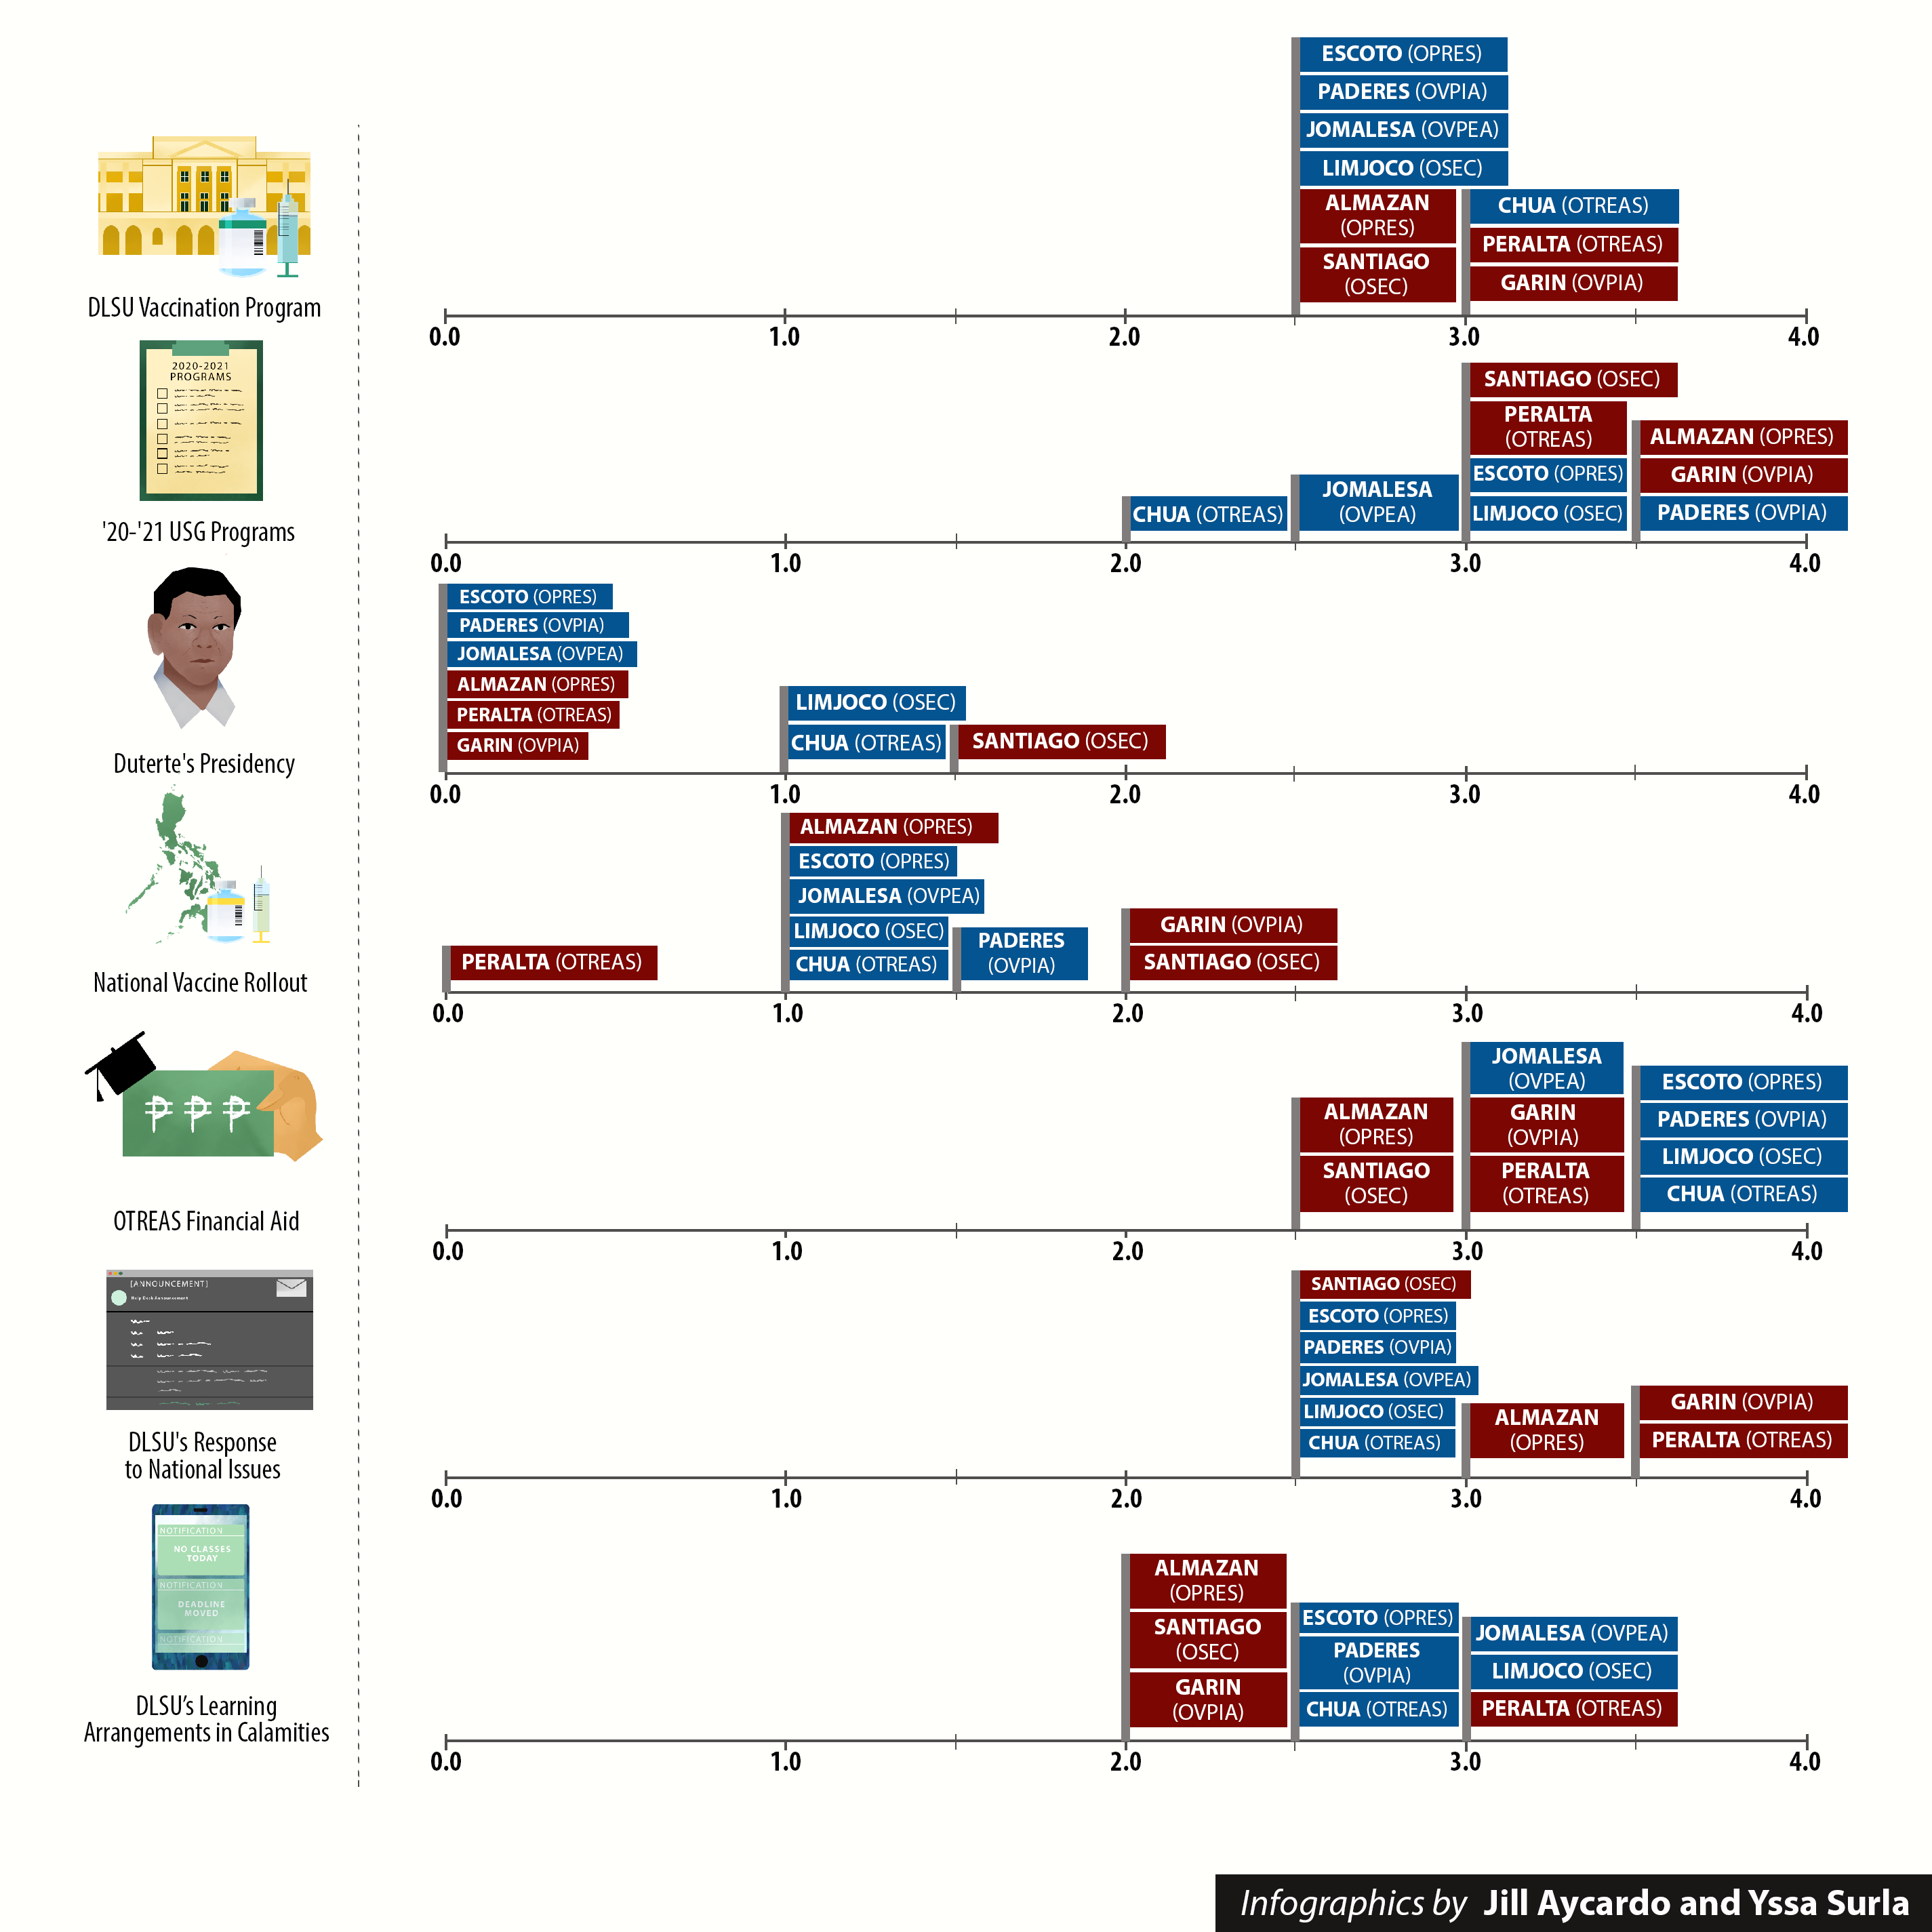 ESCOTO (OPRES)
PADERES (OVPIA)
JOMALESA (OVPEA)
LIMJOCO (OSEC)
ALMAZAN
(OPRES)
SANTIAGO
(OSEC)
CHUA (OTREAS)
PERALTA (OTREAS)
GARIN (OVPIA)
DLSU Vaccination Program
0.0 1.0 2.0 3.0 4.0
2020-2021
PROGRAMS
'20-'21 USG Programs
CHUA (OTREAS)
JOMALESA
(OVPEA)
SANTIAGO (OSEC)
PERALTA
(OTREAS)
ESCOTO (OPRES)
LIMJOCO (OSEC)
ALMAZAN (OPRES)
GARIN (OVPIA)
PADERES (OVPIA)
0.0 1.0 2.0 3.0 4.0
ESCOTO (OPRES)
PADERES (OVPIA)
JOMALESA (OVPEA)
ALMAZAN (OPRES)
PERALTA (OTREAS)
GARIN (OVPIA)
LIMJOCO (OSEC)
CHUA (OTREAS)
SANTIAGO (OSEC)
Duterte's Presidency
0.0 1.0 2.0 3.0 4.0
PERALTA (OTREAS)
ALMAZAN (OPRES)
ESCOTO (OPRES)
JOMALESA (OVPEA)
LIMJOCO (OSEC)
CHUA (OTREAS)
PADERES
(OVPIA)
GARIN (OVPIA)
SANTIAGO (OSEC)
National Vaccine Rollout
0.0 1.0 2.0 3.0 4.0
₱ ₱ ₱
ALMAZAN
(OPRES)
SANTIAGO
(OSEC)
JOMALESA
(OVPEA)
GARIN
(OVPIA)
PERALTA
(OTREAS)
ESCOTO (OPRES)
PADERES (OVPIA)
LIMJOCO (OSEC)
CHUA (OTREAS)
OTREAS Financial Aid
0.0 1.0 2.0 3.0 4.0
[ANNOUNCEMENT]
Help Desk Announcement
SANTIAGO (OSEC)
ESCOTO (OPRES)
PADERES (OVPIA)
JOMALESA (OVPEA)
LIMJOCO (OSEC)
CHUA (OTREAS)
ALMAZAN
(OPRES)
GARIN (OVPIA)
PERALTA (OTREAS)
DLSU's Response
to National Issues
0.0 1.0 2.0 3.0 4.0
NOTIFICATION
NO CLASSES
TODAY
NOTIFICATION
DEADLINE
MOVED
NOTIFICATION
ALMAZAN
(OPRES)
SANTIAGO
(OSEC)
GARIN
(OVPIA)
ESCOTO (OPRES)
PADERES
(OVPIA)
CHUA (OTREAS)
JOMALESA (OVPEA)
LIMJOCO (OSEC)
PERALTA (OTREAS)
DLSU’s Learning
Arrangements in Calamities
0.0 1.0 2.0 3.0 4.0
Infographics by Jill Aycardo and Yssa Surla